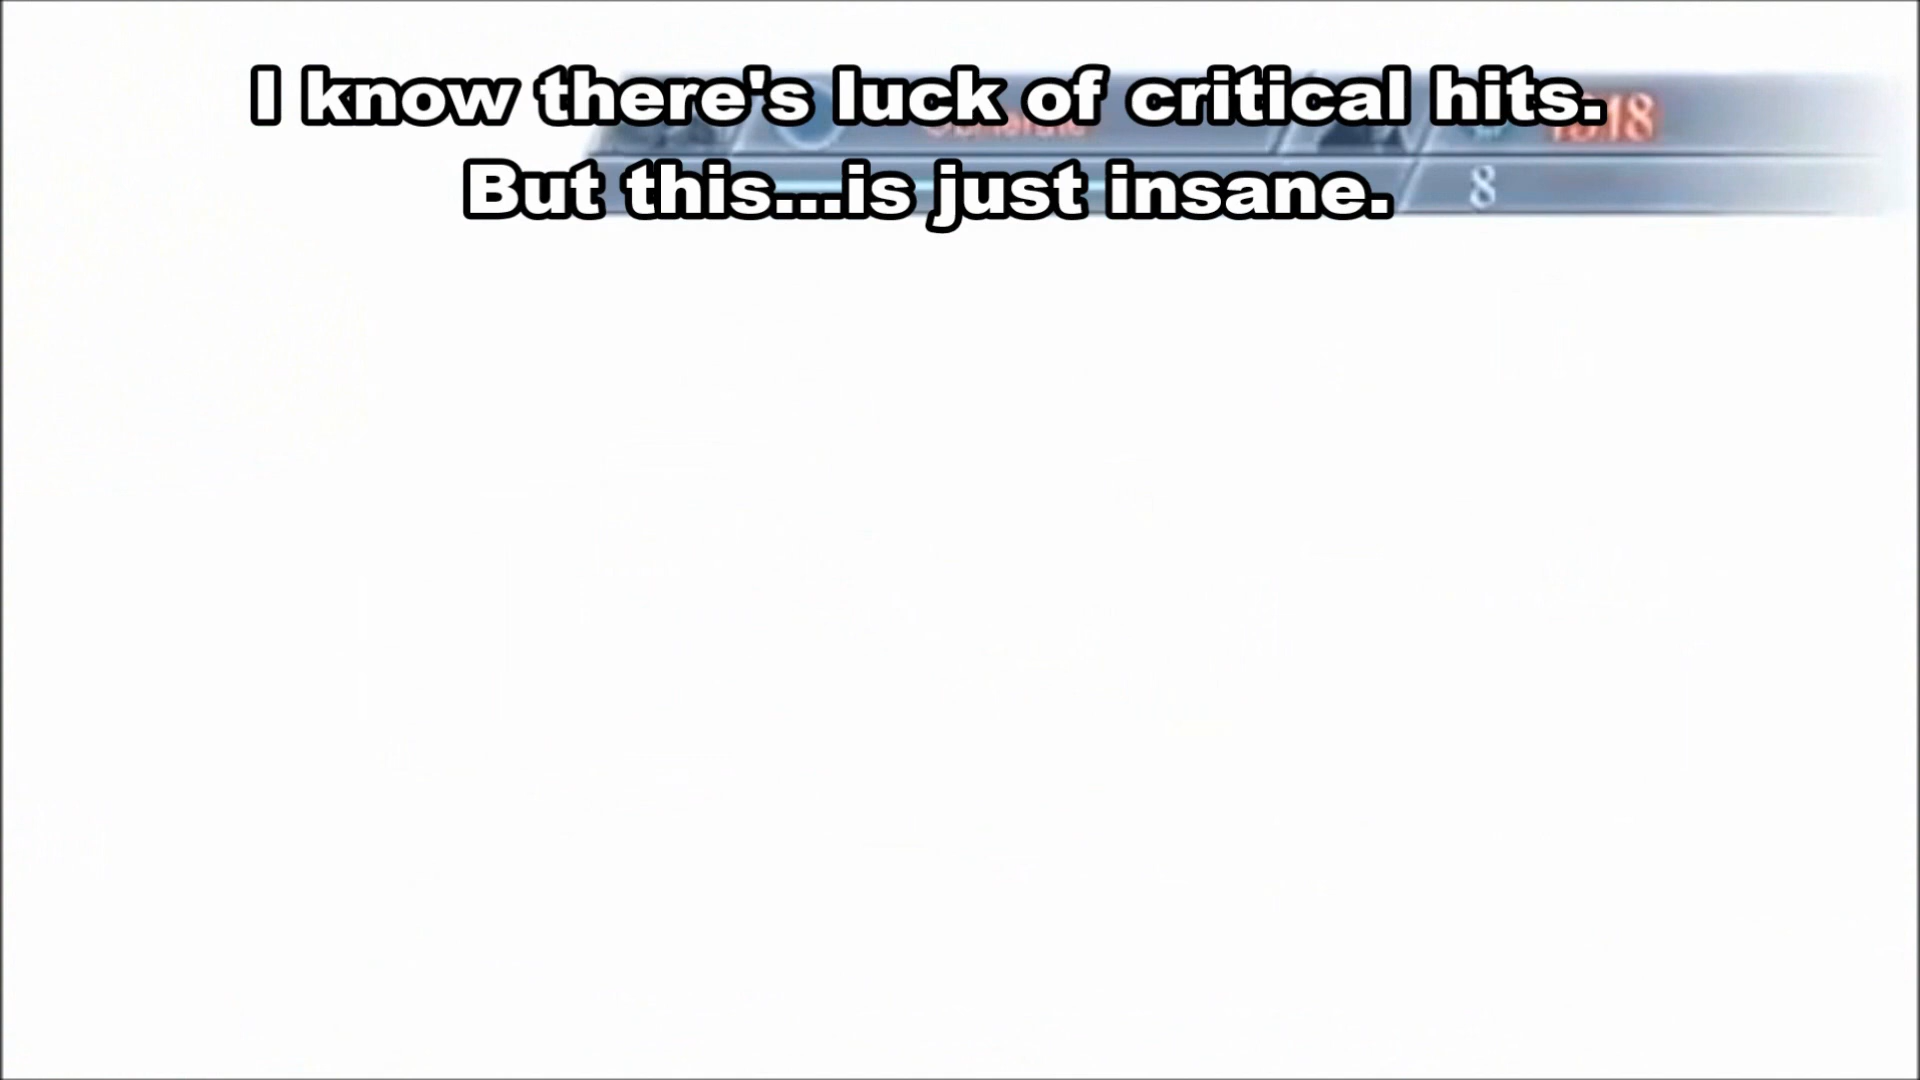 I know there's luck of critical hits.
But this...is just insane.
8